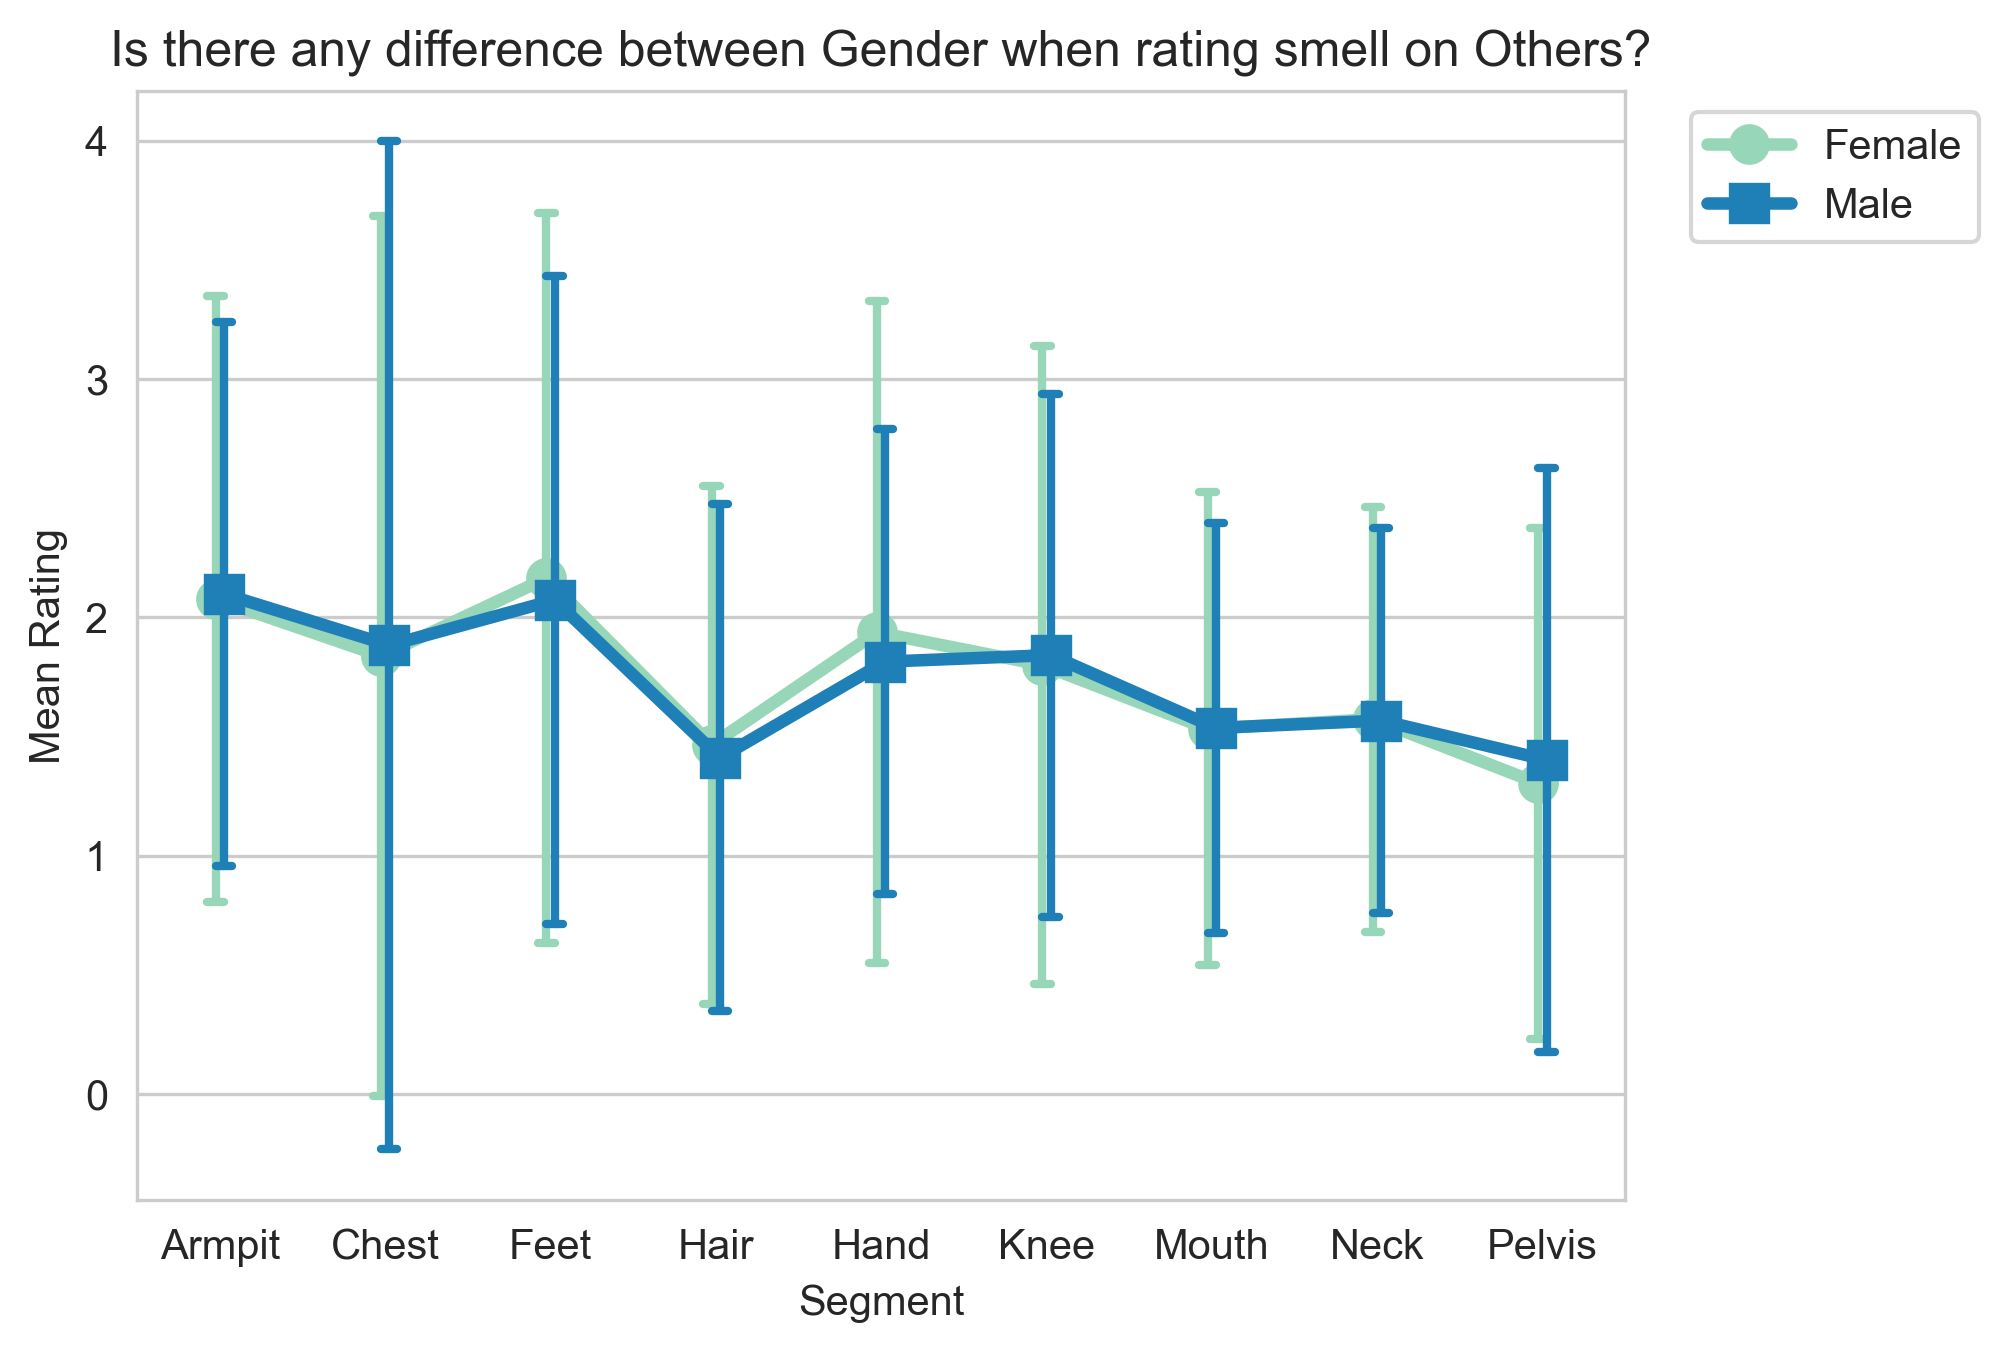 Is there any difference between Gender when rating smell on Others?
Female
Male
Mean Rating
4
3
2
1
0
Armpit Chest Feet Hair Hand Knee Mouth Neck Pelvis
Segment